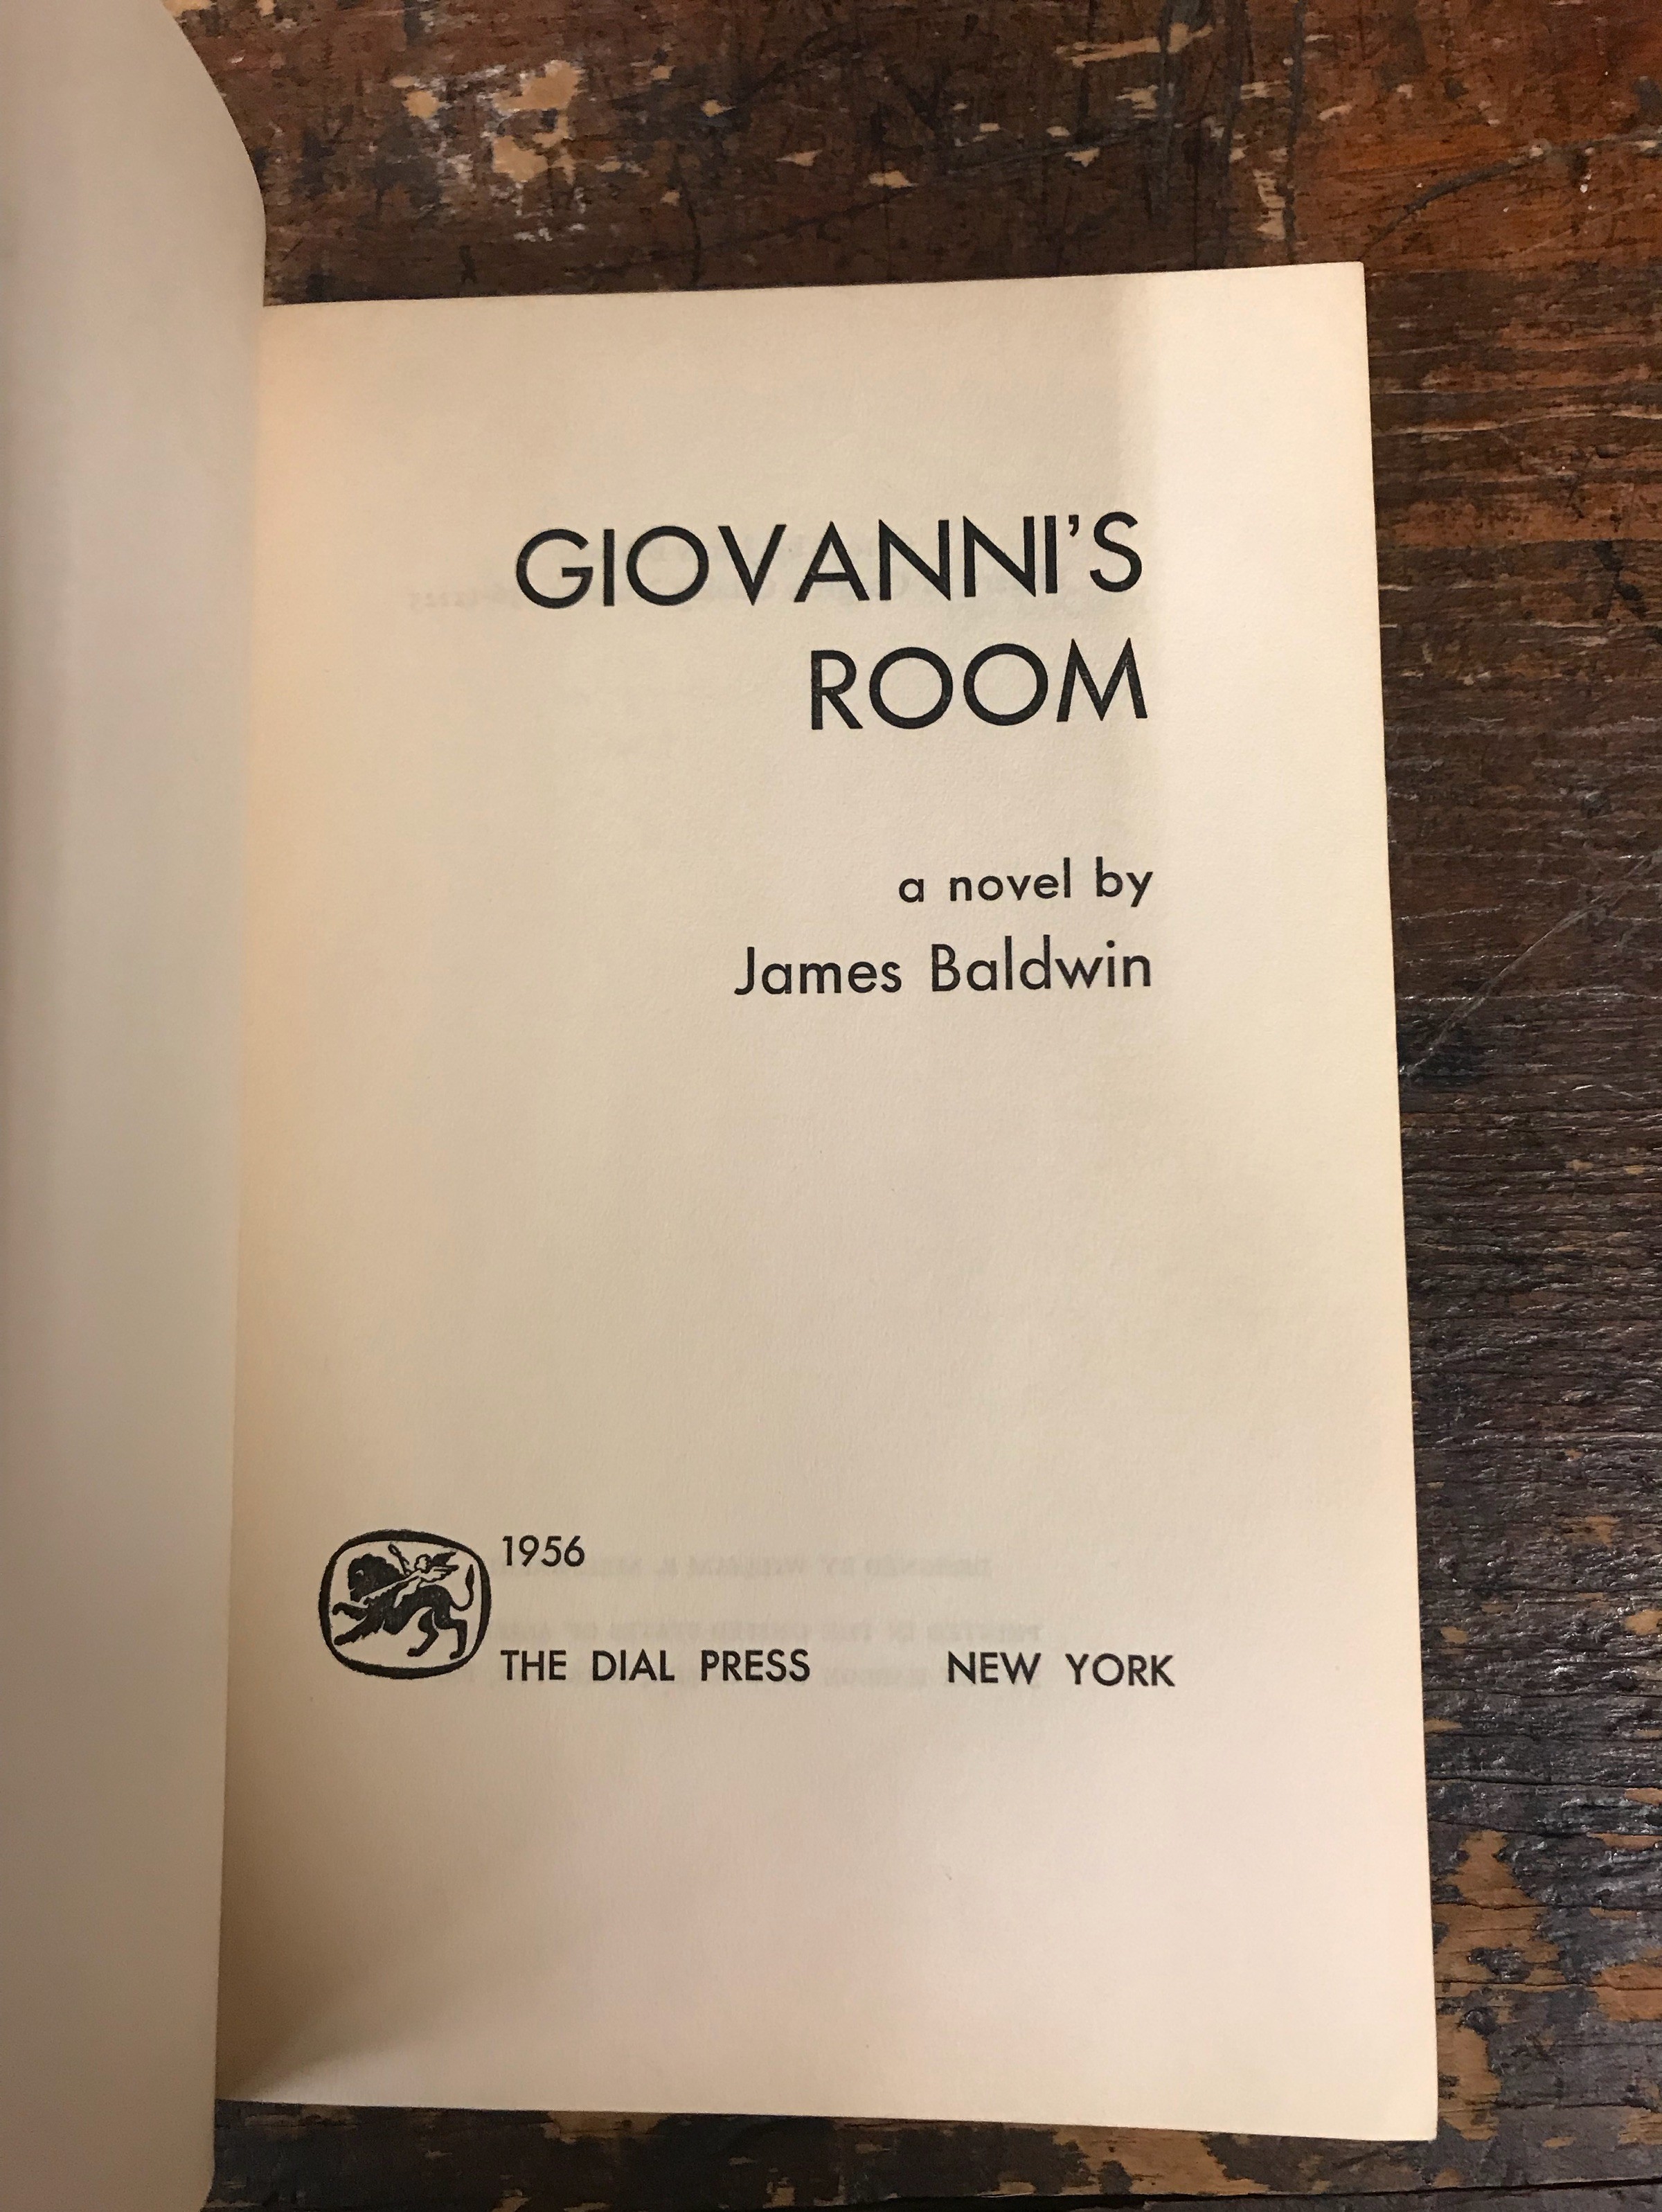 GIOVANNI'S
ROOM
a novel by
James Baldwin
1956
THE DIAL PRESS NEW YORK